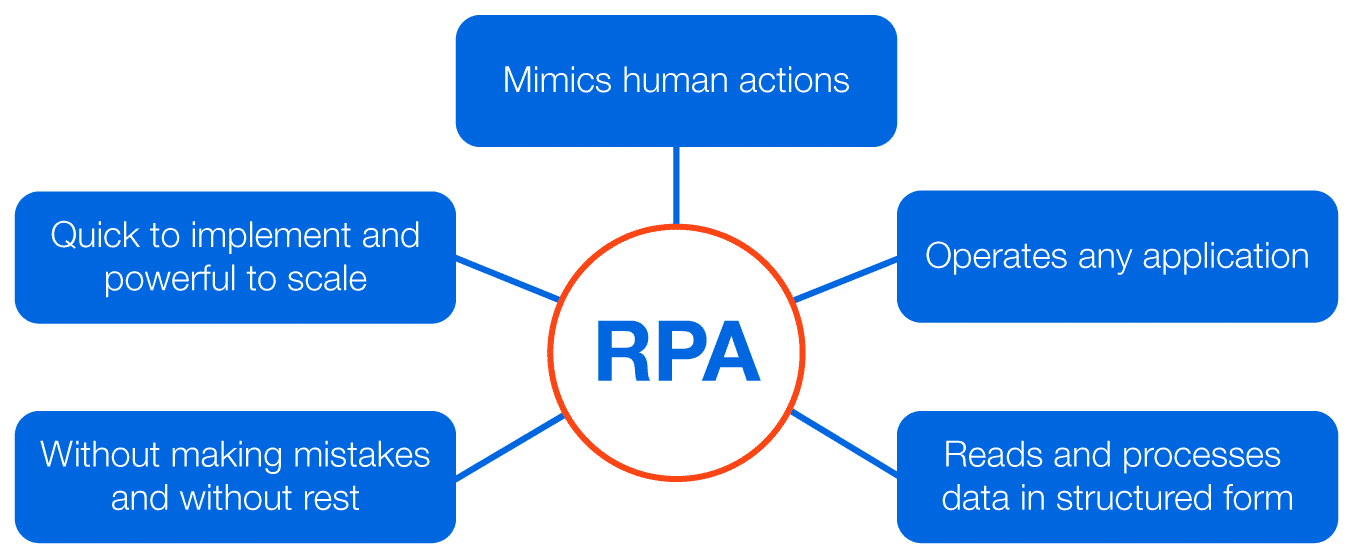 Mimics human actions
Quick to implement and
powerful to scale
Operates any application
RPA
Without making mistakes
and without rest
Reads and processes
data in structured form